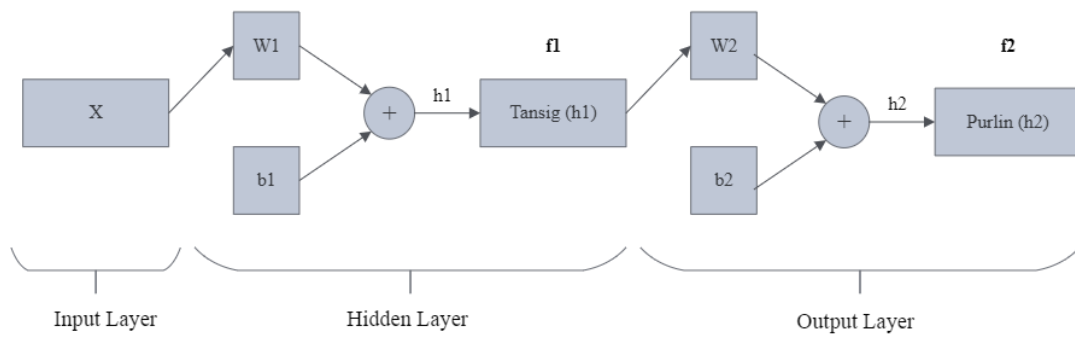 W1
f1
W2
f2
X
+
h1
Tansig (h1)
+
h2
Purlin (h2)
b1
b2
Input Layer
Hidden Layer
Output Layer